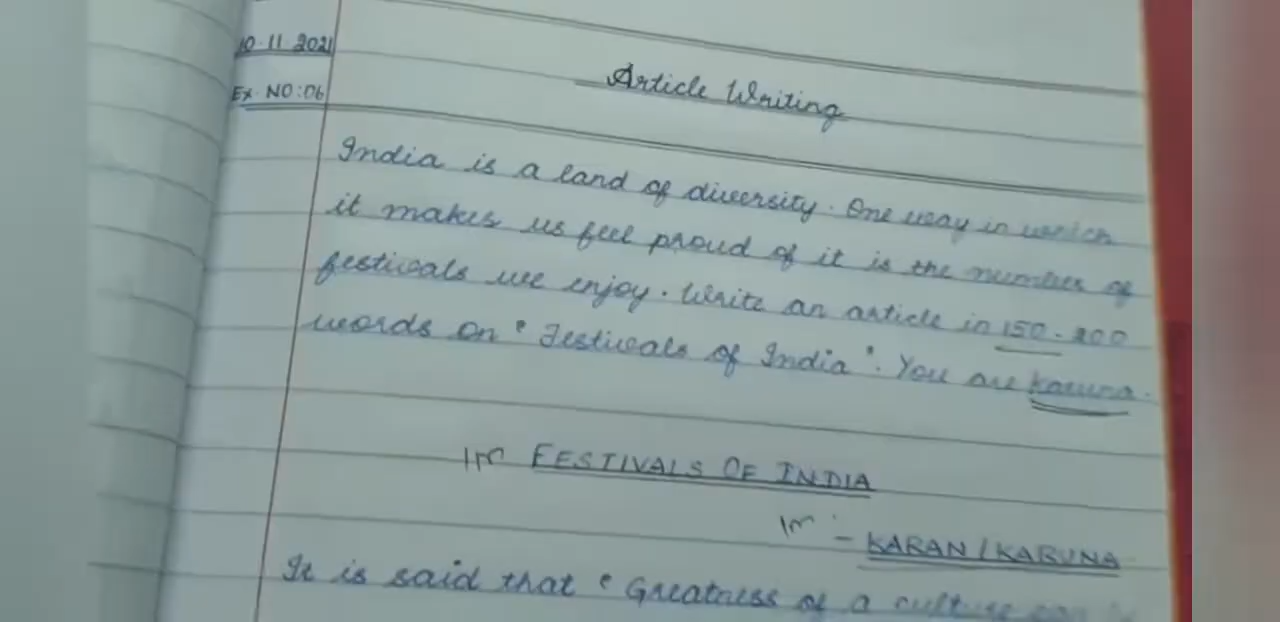 10.11.2021
Article Writing
Ex. NO:06
India is a land of diversity. One way in which
it makes us feel proud of it is the number of
festivals we enjoy. Write an article in 150-200
words on 'Festivals of India'. You are Karuna.
1m FESTIVALS OF INDIA
1m - KARAN/KARUNA
It is said that 'Greatness of a culture can